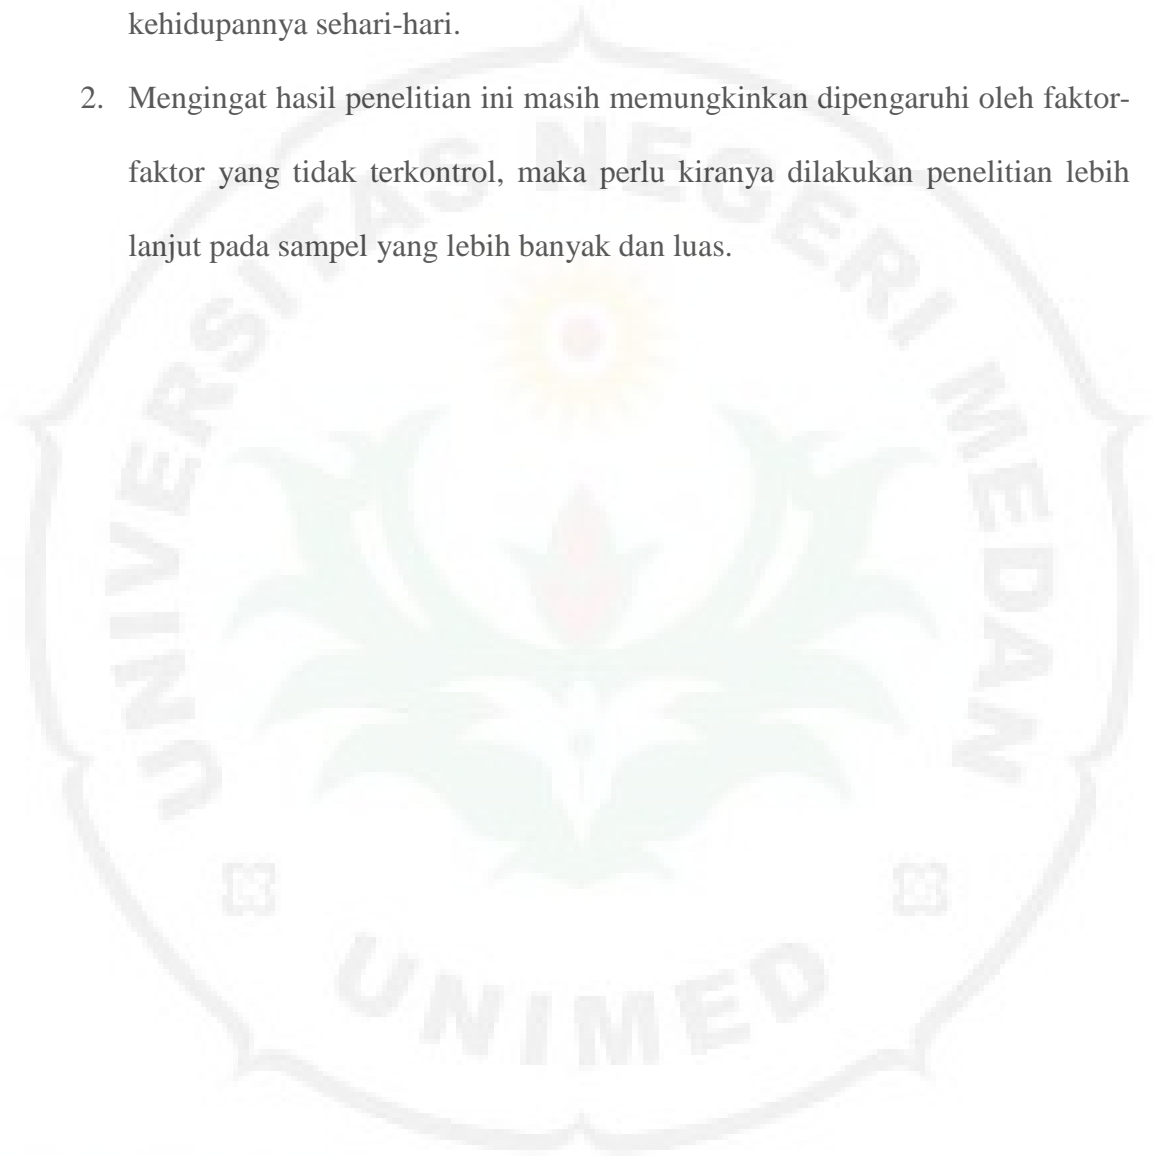 kehidupannya sehari-hari.
2. Mengingat hasil penelitian ini masih memungkinkan dipengaruhi oleh faktor-
faktor yang tidak terkontrol, maka perlu kiranya dilakukan penelitian lebih
lanjut pada sampel yang lebih banyak dan luas.
UNIVERSITAS NEGERI MEDAN
UNIMED